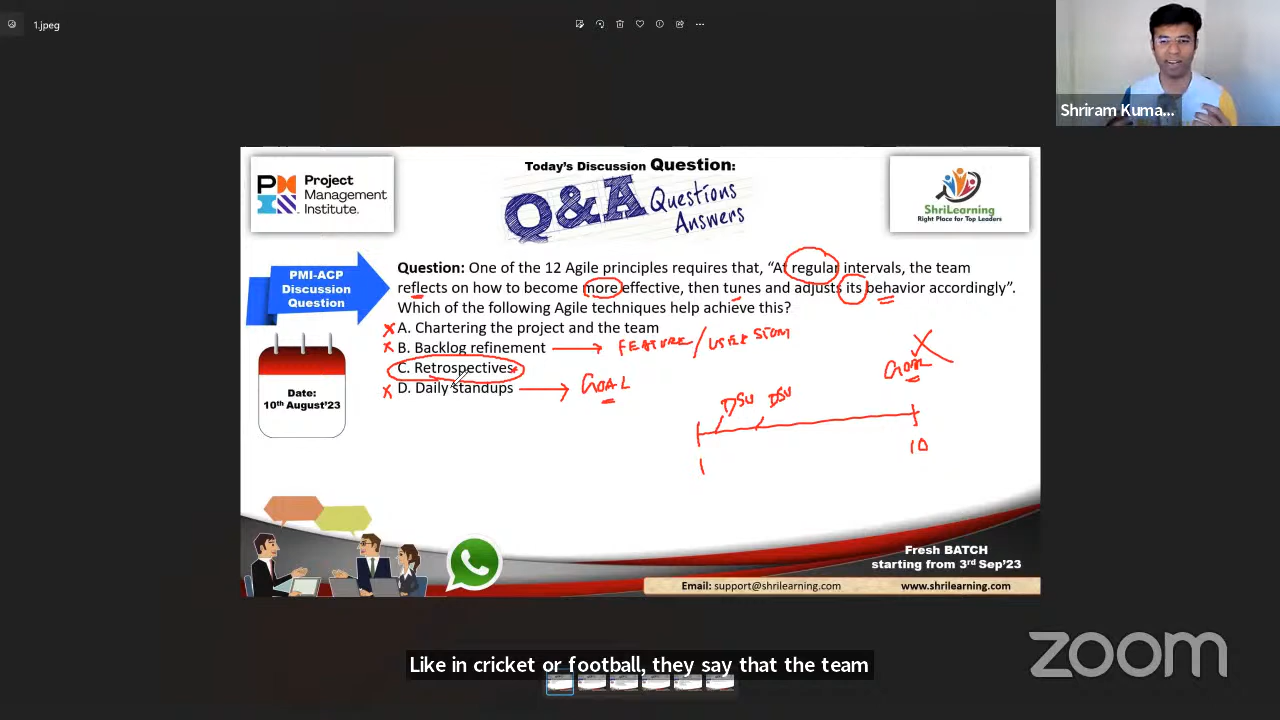 1.jpeg
Shriram Kuma...
Today's Discussion Question:
Project
Management
Institute.
Q&A Questions
Answers
ShriLearning
Right Place for Top Leaders
PMI-ACP
Discussion
Question
Question: One of the 12 Agile principles requires that, “At regular intervals, the team
reflects on how to become more effective, then tunes and adjusts its behavior accordingly”.
Which of the following Agile techniques help achieve this?
A. Chartering the project and the team
B. Backlog refinement
FEATURE/USER STORY
C. Retrospectives
D. Daily standups
GOAL
GOAL
DSU DSU
1
10
Date:
10th August'23
Fresh BATCH
starting from 3rd Sep'23
Email: support@shrilearning.com www.shrilearning.com
zoom
Like in cricket or football, they say that the team